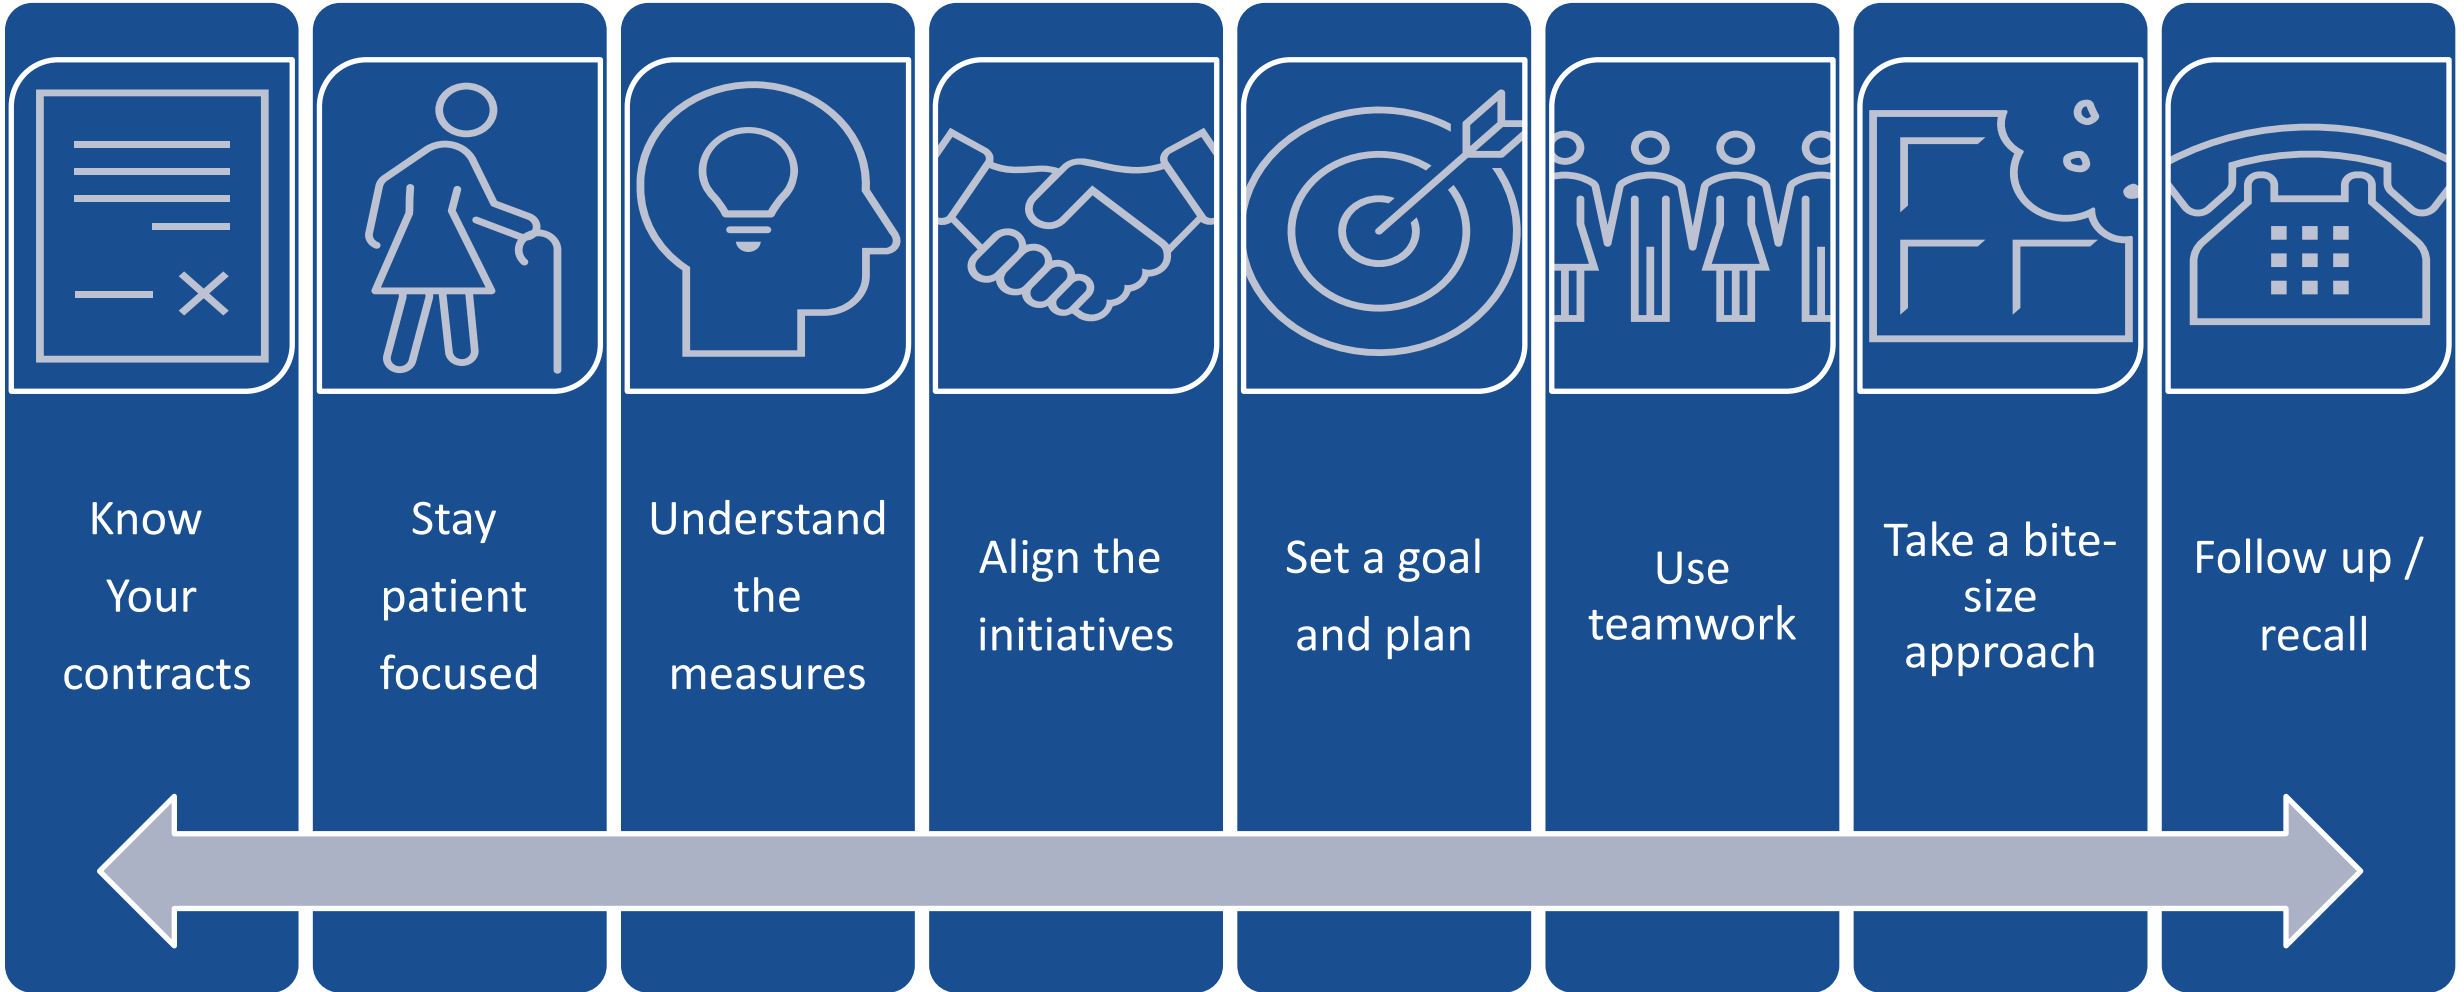 Know
Your
contracts
Stay
patient
focused
Understand
the
measures
Align the
initiatives
Set a goal
and plan
Use
teamwork
Take a bite-
size
approach
Follow up /
recall